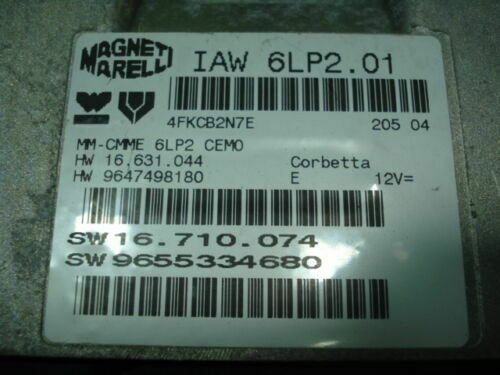 MAGNETI MARELLI
IAW 6LP2.01
4FKCB2N7E 205 04
MM-CMME 6LP2 CEMO
HW 16.631.044 Corbetta
HW 9647498180 E 12V=
SW 16.710.074
SW 9655334680